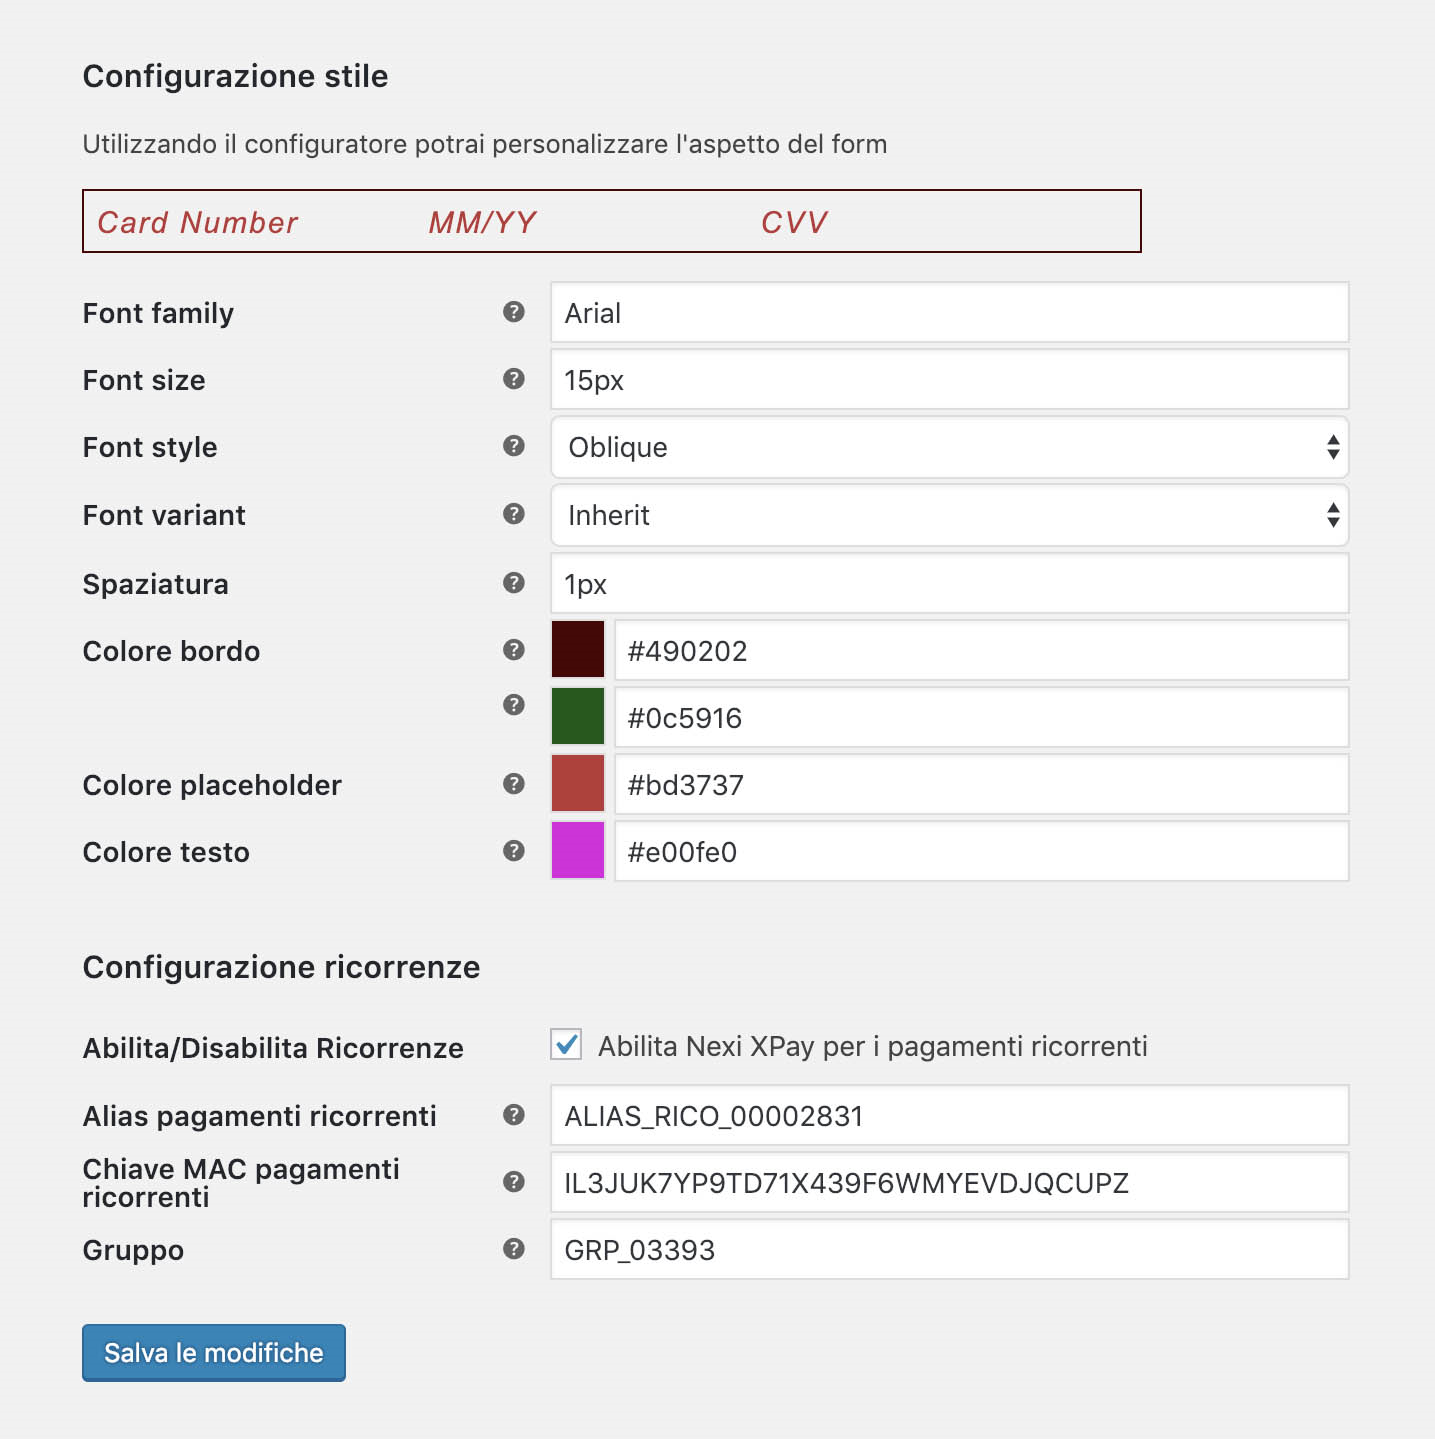 Configurazione stile
Utilizzando il configuratore potrai personalizzare l'aspetto del form
Card Number MM/YY CVV
Font family ? Arial
Font size ? 15px
Font style ? Oblique
Font variant ? Inherit
Spaziatura ? 1px
Colore bordo ? #490202
? #0c5916
Colore placeholder ? #bd3737
Colore testo ? #e00fe0
Configurazione ricorrenze
Abilita/Disabilita Ricorrenze Abilita Nexi XPay per i pagamenti ricorrenti
Alias pagamenti ricorrenti ? ALIAS_RICO_00002831
Chiave MAC pagamenti
ricorrenti ? IL3JUK7YP9TD71X439F6WMYEVDJQCUPZ
Gruppo ? GRP_03393
Salva le modifiche